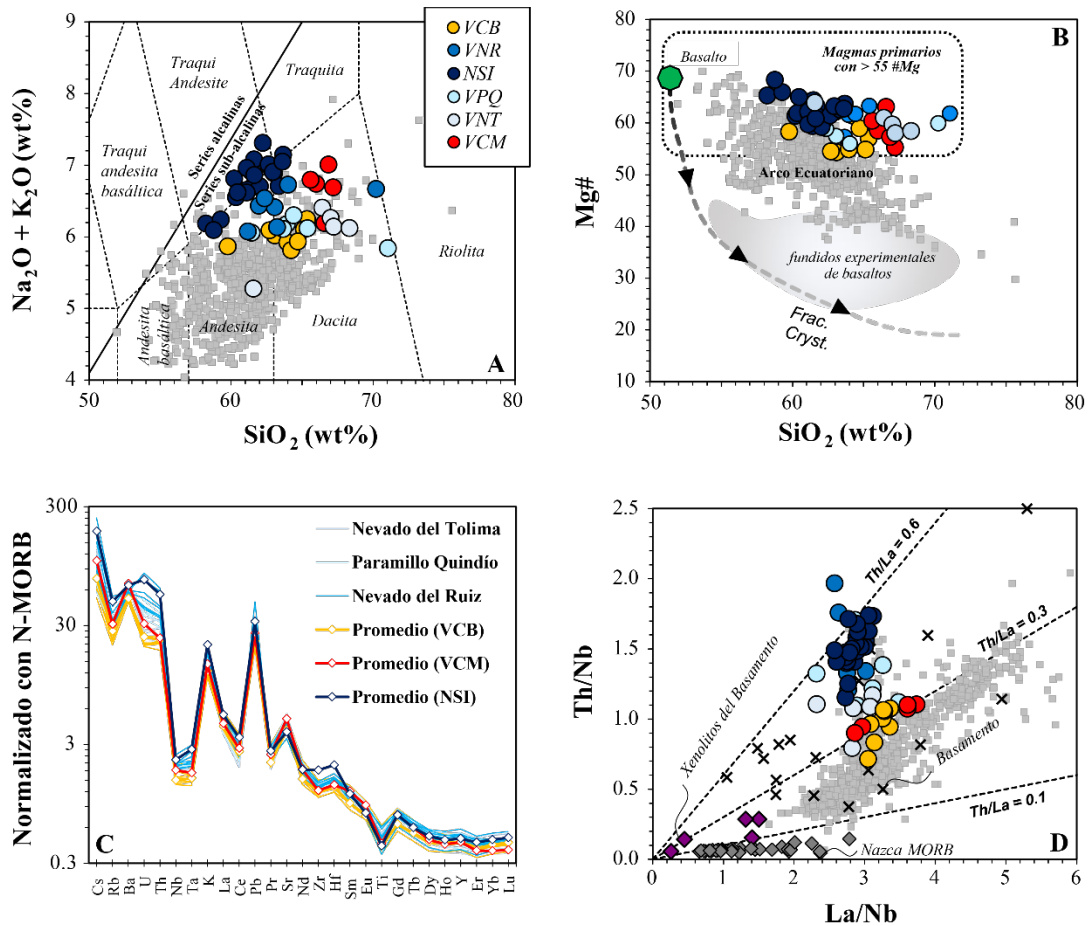 9
8
7
6
5
4
50
60
70
80
Na₂O + K₂O (wt%)
SiO₂ (wt%)
Traqui
Andesite
Traquita
Traqui
andesita
basáltica
Series alcalinas
Series sub-alcalinas
Andesita
basáltica
Andesita
Dacita
Riolita
A
VCB
VNR
NSI
VPQ
VNT
VCM
80
70
60
50
40
30
20
10
50
60
70
80
Mg#
SiO₂ (wt%)
Basalto
Magmas primarios
con > 55 #Mg
B
Arco Ecuatoriano
fundidos experimentales
de basaltos
Frac.
Cryst.
300
30
3
0.3
Normalizado con N-MORB
Nevado del Tolima
Paramillo Quindío
Nevado del Ruiz
Promedio (VCB)
Promedio (VCM)
Promedio (NSI)
C
Cs
Rb
Ba
U
Th
Nb
Ta
K
La
Ce
Pb
Pr
Sr
Nd
Zr
Hf
Sm
Eu
Ti
Gd
Tb
Dy
Ho
Y
Er
Yb
Lu
2.5
2.0
1.5
1.0
0.5
0.0
0
1
2
3
4
5
6
Th/Nb
La/Nb
Th/La = 0.6
Th/La = 0.3
Th/La = 0.1
Xenolitos del Basamento
Basamento
Nazca MORB
D